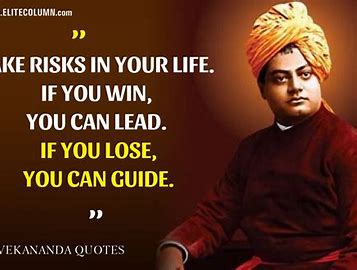 .ELITECOLUMN.com
"
AKE RISKS IN YOUR LIFE.
IF YOU WIN,
YOU CAN LEAD.
IF YOU LOSE,
YOU CAN GUIDE.
"
VEKANANDA QUOTES